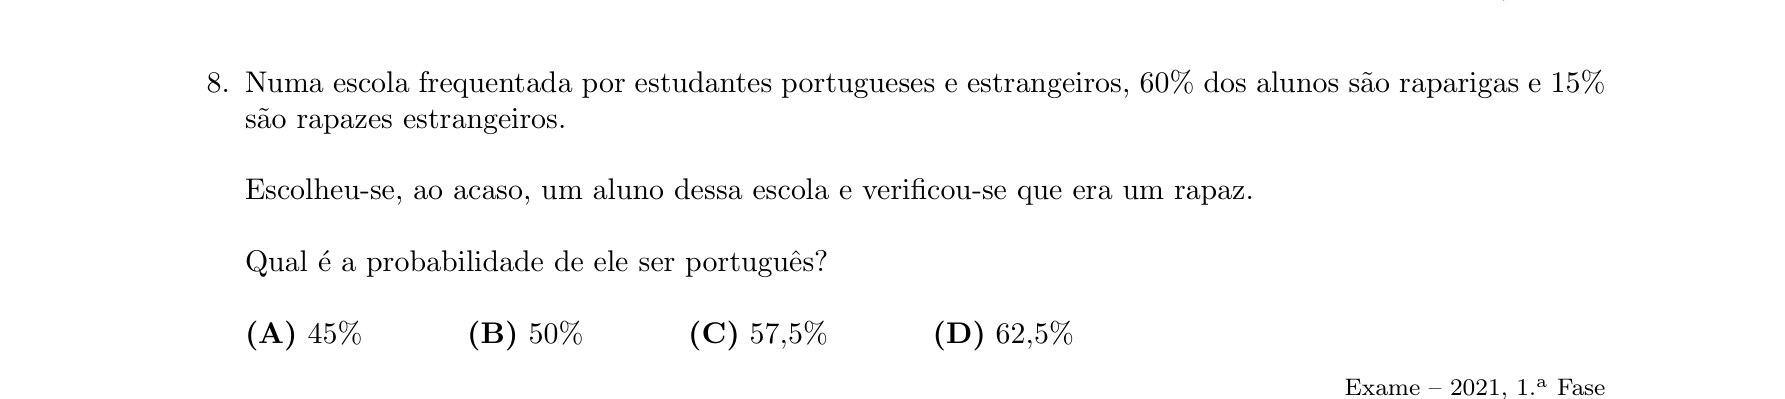 8. Numa escola frequentada por estudantes portugueses e estrangeiros, 60% dos alunos são raparigas e 15%
são rapazes estrangeiros.
Escolheu-se, ao acaso, um aluno dessa escola e verificou-se que era um rapaz.
Qual é a probabilidade de ele ser português?
(A) 45% (B) 50% (C) 57,5% (D) 62,5%
Exame – 2021, 1.ª Fase